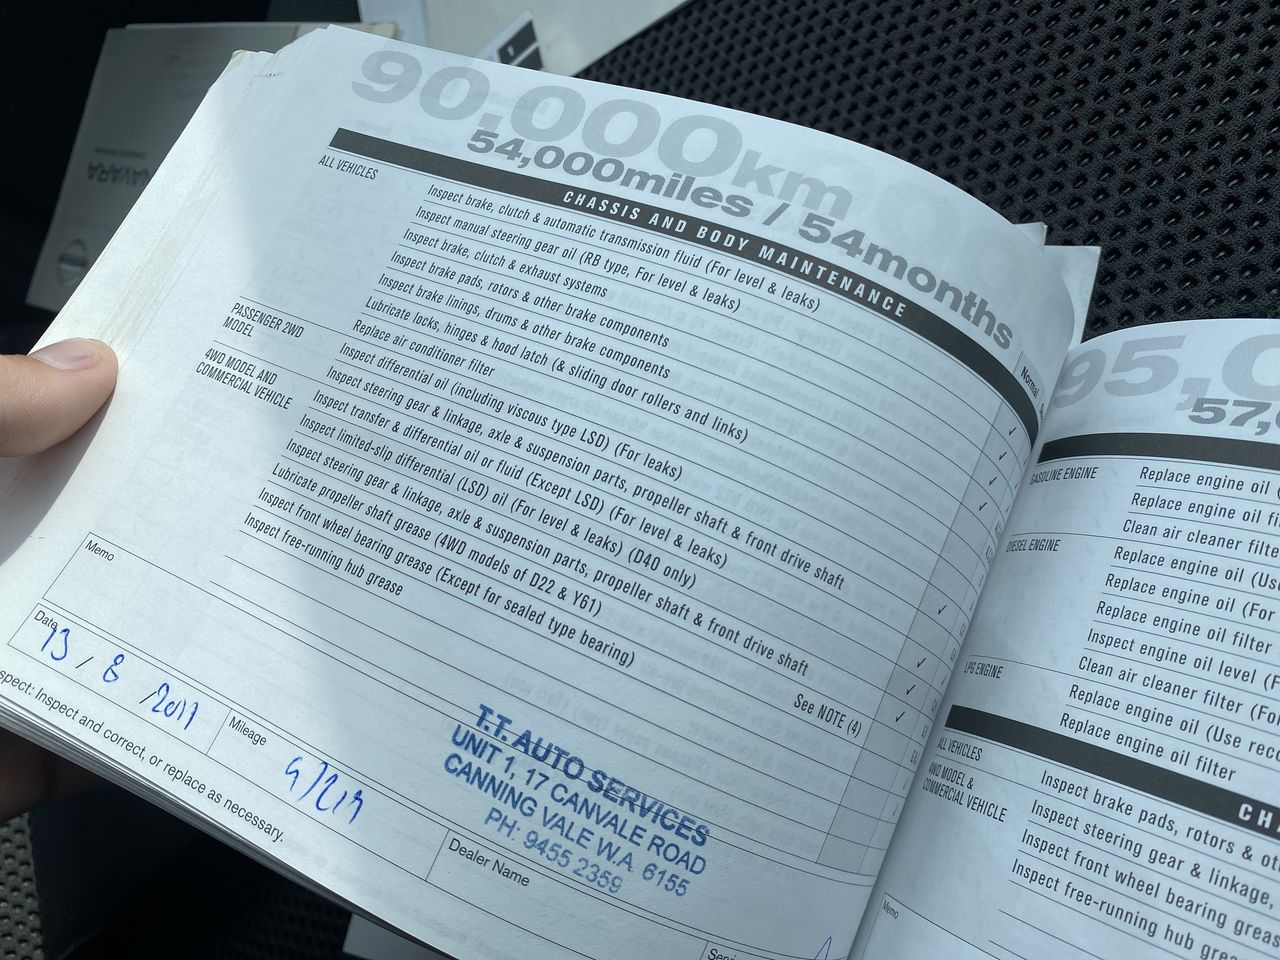 90,000km
54,000miles / 54months
CHASSIS AND BODY MAINTENANCE
Normal
ALL VEHICLES
Inspect brake, clutch & automatic transmission fluid (For level & leaks)
Inspect manual steering gear oil (RB type, For level & leaks)
Inspect brake, clutch & exhaust systems
Inspect brake pads, rotors & other brake components
Inspect brake linings, drums & other brake components
Lubricate locks, hinges & hood latch (& sliding door rollers and links)
Replace air conditioner filter
PASSENGER 2WD MODEL
Inspect differential oil (including viscous type LSD) (For leaks)
Inspect steering gear & linkage, axle & suspension parts, propeller shaft & front drive shaft
4WD MODEL AND COMMERCIAL VEHICLE
Inspect transfer & differential oil or fluid (Except LSD) (For level & leaks)
Inspect limited-slip differential (LSD) oil (For level & leaks) (D40 only)
Inspect steering gear & linkage, axle & suspension parts, propeller shaft & front drive shaft
Lubricate propeller shaft grease (4WD models of D22 & Y61)
Inspect front wheel bearing grease (Except for sealed type bearing)
See NOTE (4)
Inspect free-running hub grease
Memo
Date
13 / 8 / 2011
Mileage
T.T. AUTO SERVICES
UNIT 1, 17 CANVALE ROAD
CANNING VALE W.A. 6155
PH: 9455 2359
Dealer Name
Inspect and correct, or replace as necessary.
NAVARA
95,0
57,
GASOLINE ENGINE
Replace engine oil
Replace engine oil
Clean air cleaner
DIESEL ENGINE
Replace engine oil (Us
Replace engine oil (For
Replace engine oil filter
Inspect engine oil level (F
Clean air cleaner filter (Fo
LPG ENGINE
Replace engine oil (Use
Replace engine oil filter
ALL VEHICLES
Inspect brake pads, rotors &
4WD MODEL & COMMERCIAL VEHICLE
Inspect steering gear & linkage,
Inspect front wheel bearing
Inspect free-running hub
Memo